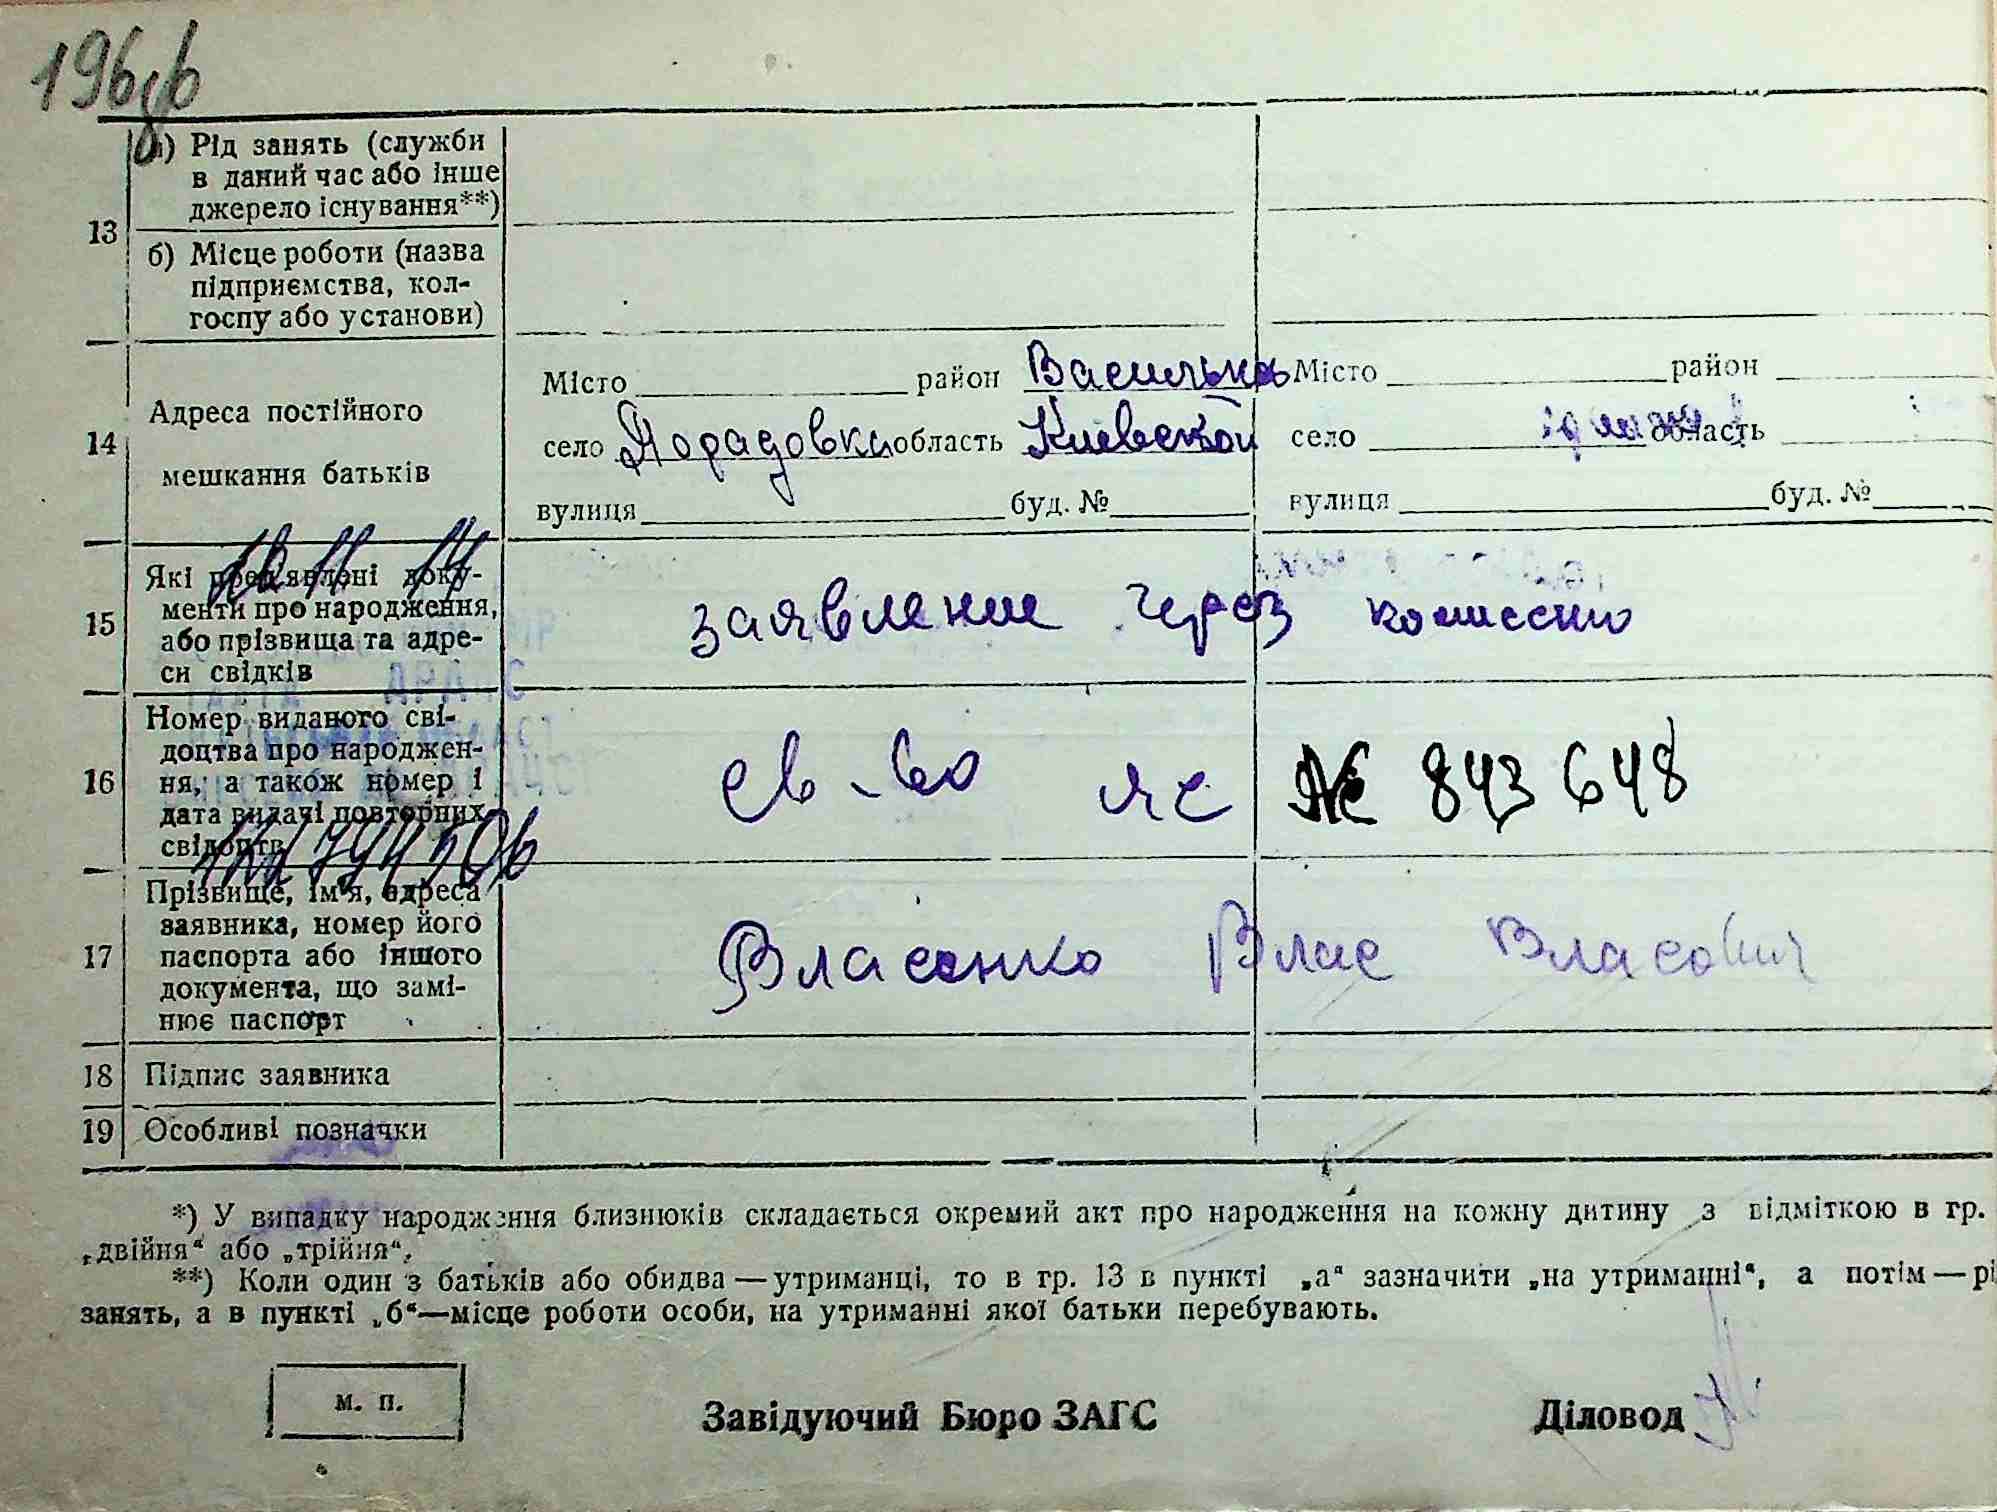 196зв
13 а) Рід занять (служби
в даний час або інше
джерело існування**)
б) Місце роботи (назва
підприємства, кол-
госпу або установи)
14 Адреса постійного
мешкання батьків
Місто район Васильков Місто район
село Порадовка область Киевской село область
вулиця буд. № вулиця буд. №
15 Які пред'явлені доку-
менти про народження,
або прізвища та адре-
си свідків
заявление через комиссию
16 Номер виданого сві-
доцтва про народжен-
ня, а також номер і
дата видачі повторних
свідоцтв
св-во яс № 843648
17 Прізвище, ім'я, адреса
заявника, номер його
паспорта або іншого
документа, що замі-
нює паспорт
Власенко Влас Власович
18 Підпис заявника
19 Особливі позначки
*) У випадку народження близнюків складається окремий акт про народження на кожну дитину з відміткою в гр.
„двійня“ або „трійня“.
**) Коли один з батьків або обидва — утриманці, то в гр. 13 в пункті „а“ зазначити „на утриманні“, а потім — рі
занять, а в пункті „б“—місце роботи особи, на утриманні якої батьки перебувають.
м. п.
Завідуючий Бюро ЗАГС Діловод